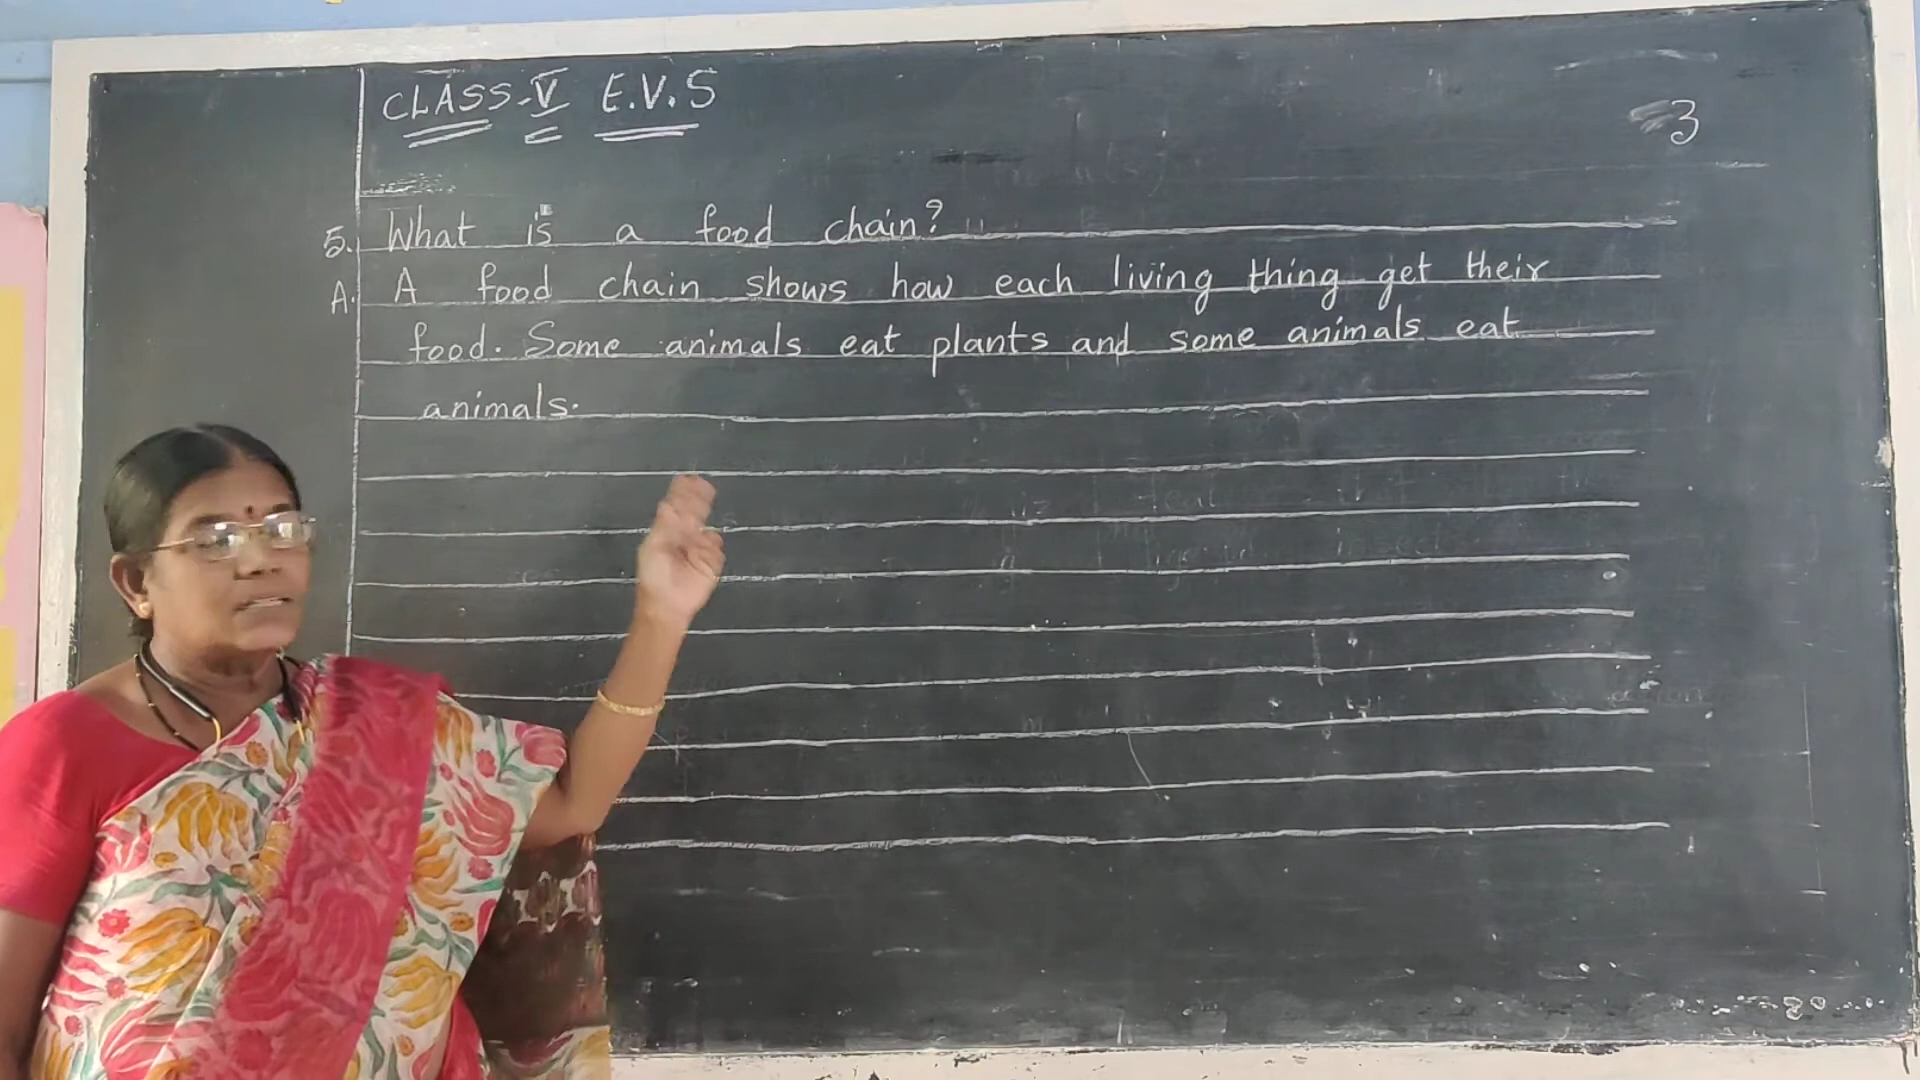 CLASS-V E.V.S
3
5. What is a food chain?
A. A food chain shows how each living thing get their
food. Some animals eat plants and some animals eat
animals.